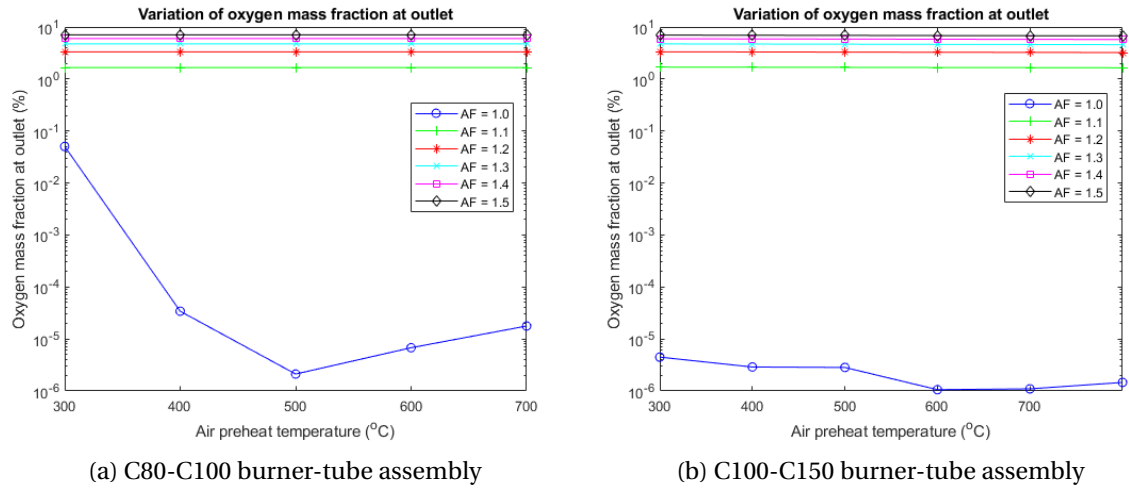 Variation of oxygen mass fraction at outlet
Oxygen mass fraction at outlet (%)
10^1
10^0
10^-1
10^-2
10^-3
10^-4
10^-5
10^-6
AF = 1.0
AF = 1.1
AF = 1.2
AF = 1.3
AF = 1.4
AF = 1.5
300 400 500 600 700
Air preheat temperature (°C)
(a) C80-C100 burner-tube assembly
Variation of oxygen mass fraction at outlet
Oxygen mass fraction at outlet (%)
10^1
10^0
10^-1
10^-2
10^-3
10^-4
10^-5
10^-6
AF = 1.0
AF = 1.1
AF = 1.2
AF = 1.3
AF = 1.4
AF = 1.5
300 400 500 600 700
Air preheat temperature (°C)
(b) C100-C150 burner-tube assembly